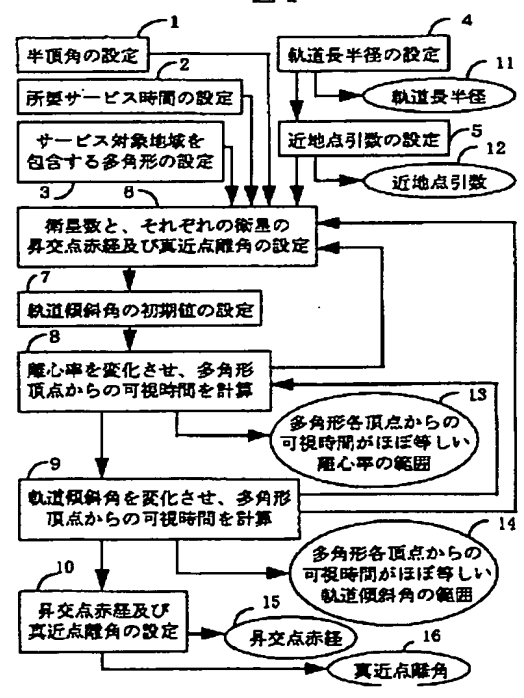 1
半頂角の設定
2
所要サービス時間の設定
サービス対象地域を
包含する多角形の設定
3
4
軌道長半径の設定
11
軌道長半径
近地点引数の設定
5
12
近地点引数
6
衛星数と、それぞれの衛星の
昇交点赤経及び真近点離角の設定
7
軌道傾斜角の初期値の設定
8
離心率を変化させ、多角形
頂点からの可視時間を計算
13
多角形各頂点からの
可視時間がほぼ等しい
離心率の範囲
9
軌道傾斜角を変化させ、多角形
頂点からの可視時間を計算
14
多角形各頂点からの
可視時間がほぼ等しい
軌道傾斜角の範囲
10
昇交点赤経及び
真近点離角の設定
15
昇交点赤経
16
真近点離角